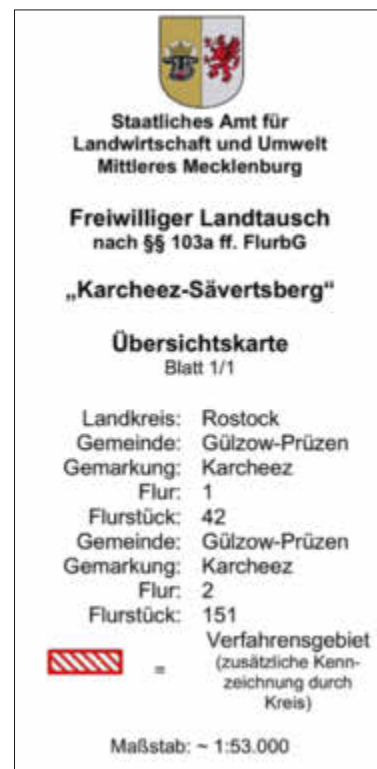 Staatliches Amt für
Landwirtschaft und Umwelt
Mittleres Mecklenburg
Freiwilliger Landtausch
nach §§ 103a ff. FlurbG
„Karcheez-Sävertsberg“
Übersichtskarte
Blatt 1/1
Landkreis: Rostock
Gemeinde: Gülzow-Prüzen
Gemarkung: Karcheez
Flur: 1
Flurstück: 42
Gemeinde: Gülzow-Prüzen
Gemarkung: Karcheez
Flur: 2
Flurstück: 151
Verfahrensgebiet
= (zusätzliche Kenn-
zeichnung durch
Kreis)
Maßstab: ~ 1:53.000